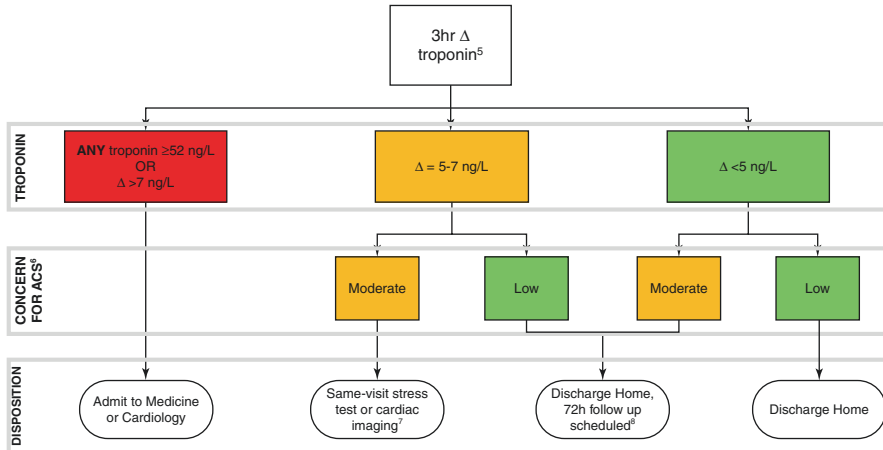 3hr Δ
troponin⁵
TROPONIN
ANY troponin ≥52 ng/L
OR
Δ >7 ng/L
Δ = 5-7 ng/L
Δ <5 ng/L
CONCERN
FOR ACS⁶
Moderate
Low
Moderate
Low
DISPOSITION
Admit to Medicine
or Cardiology
Same-visit stress
test or cardiac
imaging⁷
Discharge Home,
72h follow up
scheduled⁸
Discharge Home